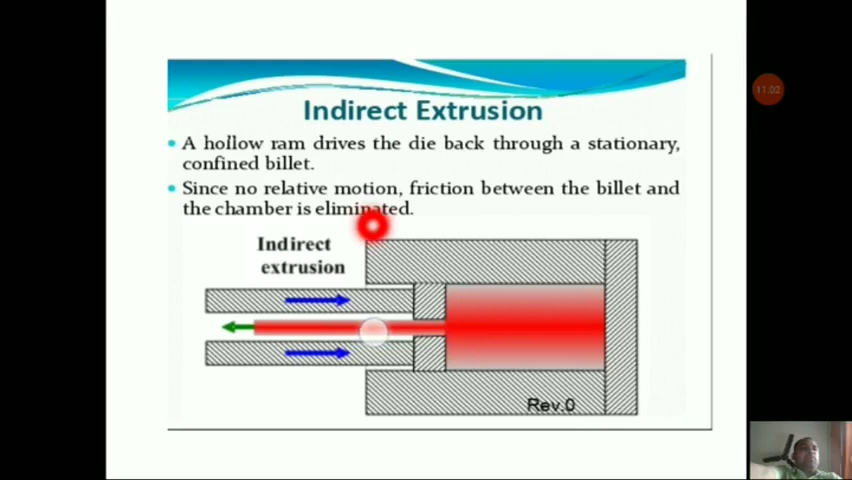 11:02
Indirect Extrusion
A hollow ram drives the die back through a stationary,
confined billet.
Since no relative motion, friction between the billet and
the chamber is eliminated.
Indirect
extrusion
Rev.0